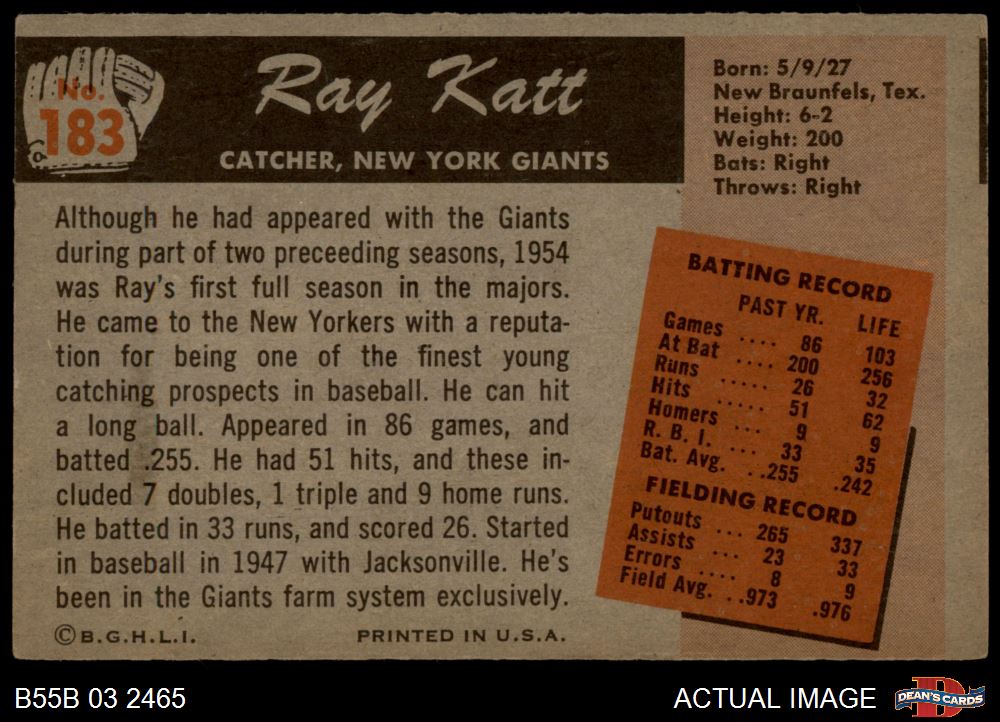 No.
183
Ray Katt
CATCHER, NEW YORK GIANTS
Born: 5/9/27
New Braunfels, Tex.
Height: 6-2
Weight: 200
Bats: Right
Throws: Right
Although he had appeared with the Giants
during part of two preceeding seasons, 1954
was Ray's first full season in the majors.
He came to the New Yorkers with a reputa-
tion for being one of the finest young
catching prospects in baseball. He can hit
a long ball. Appeared in 86 games, and
batted .255. He had 51 hits, and these in-
cluded 7 doubles, 1 triple and 9 home runs.
He batted in 33 runs, and scored 26. Started
in baseball in 1947 with Jacksonville. He's
been in the Giants farm system exclusively.
©B.G.H.L.I. PRINTED IN U.S.A.
BATTING RECORD
PAST YR. LIFE
Games .... 86 103
At Bat .... 200 256
Runs ..... 26 32
Hits ..... 51 62
Homers .. 9 9
R. B. I. ... 33 35
Bat. Avg. ..255 .242
FIELDING RECORD
Putouts ... 265 337
Assists ... 23 33
Errors .... 8 9
Field Avg. ..973 .976
B55B 03 2465 ACTUAL IMAGE
DEAN'S CARDS